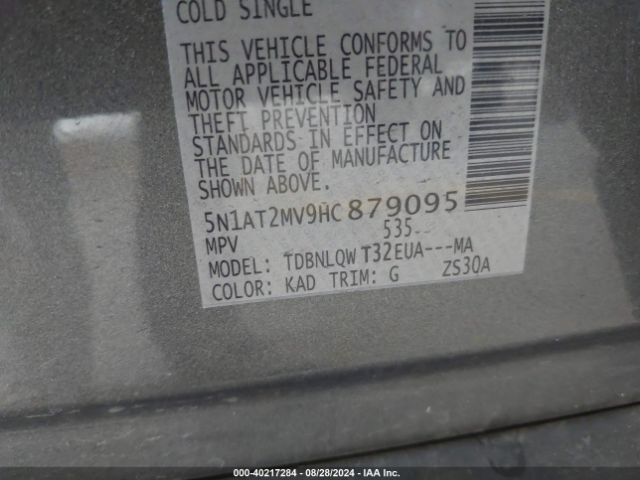 COLD SINGLE
THIS VEHICLE CONFORMS TO
ALL APPLICABLE FEDERAL
MOTOR VEHICLE SAFETY AND
THEFT PREVENTION
STANDARDS IN EFFECT ON
THE DATE OF MANUFACTURE
SHOWN ABOVE.
5N1AT2MV9HC879095
MPV 535
MODEL: TDBNLQWT32EUA---MA
COLOR: KAD TRIM: G ZS30A
000-40217284 - 08/28/2024 - IAA Inc.